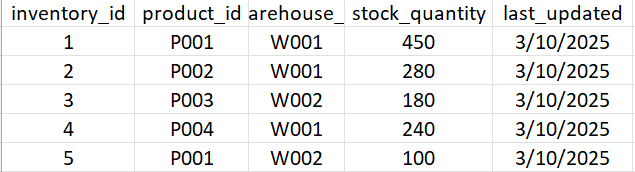 inventory_id product_id arehouse_ stock_quantity last_updated
1 P001 W001 450 3/10/2025
2 P002 W001 280 3/10/2025
3 P003 W002 180 3/10/2025
4 P004 W001 240 3/10/2025
5 P001 W002 100 3/10/2025